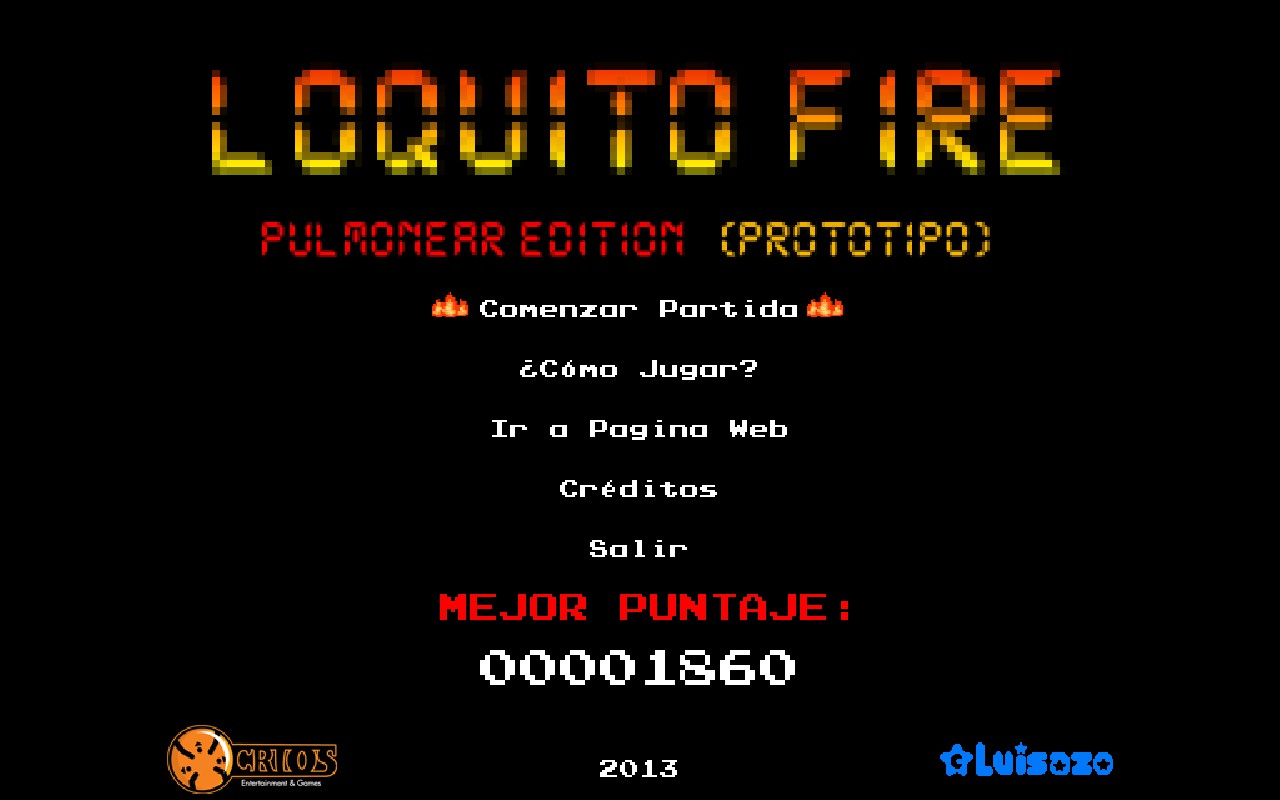 LOQUITO FIRE
PULMONEAR EDITION (PROTOTIPO)
Comenzar Partida
¿Cómo Jugar?
Ir a Pagina Web
Créditos
Salir
MEJOR PUNTAJE:
00001860
CRICOIS
Entertainment & Games
2013
Luisozo